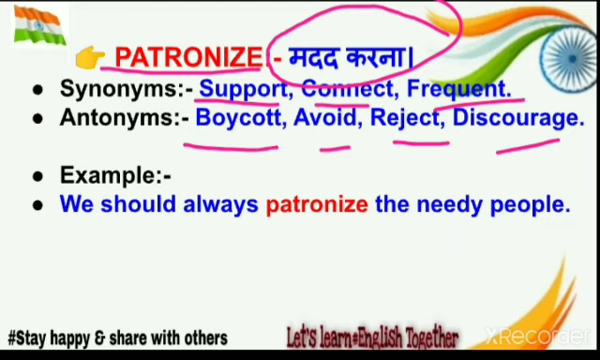 👉 PATRONIZE:- मदद करना।
● Synonyms:- Support, Connect, Frequent.
● Antonyms:- Boycott, Avoid, Reject, Discourage.
● Example:-
● We should always patronize the needy people.
#Stay happy & share with others
Let's learn English Together
XRecorder